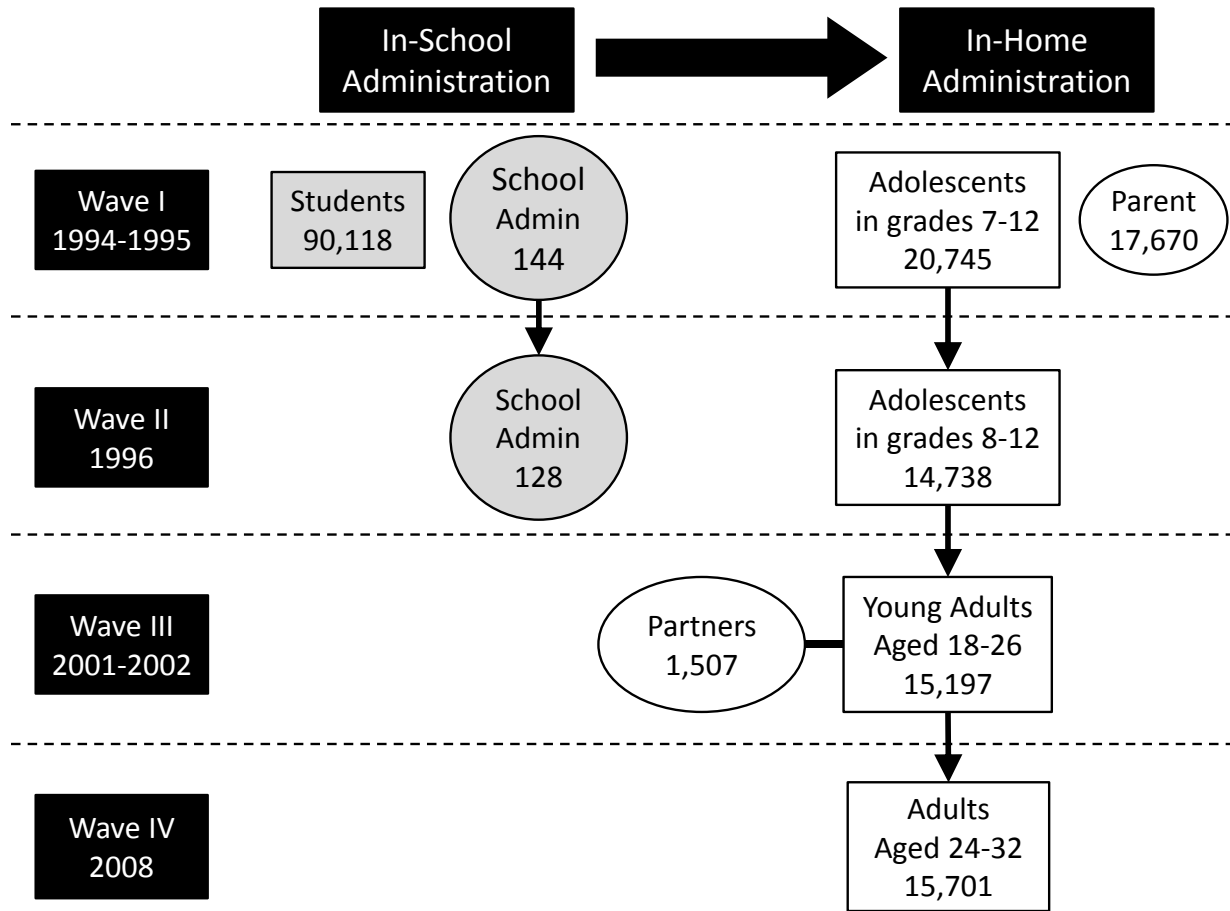 In-School
Administration
In-Home
Administration
Wave I
1994-1995
Students
90,118
School
Admin
144
Adolescents
in grades 7-12
20,745
Parent
17,670
Wave II
1996
School
Admin
128
Adolescents
in grades 8-12
14,738
Wave III
2001-2002
Partners
1,507
Young Adults
Aged 18-26
15,197
Wave IV
2008
Adults
Aged 24-32
15,701